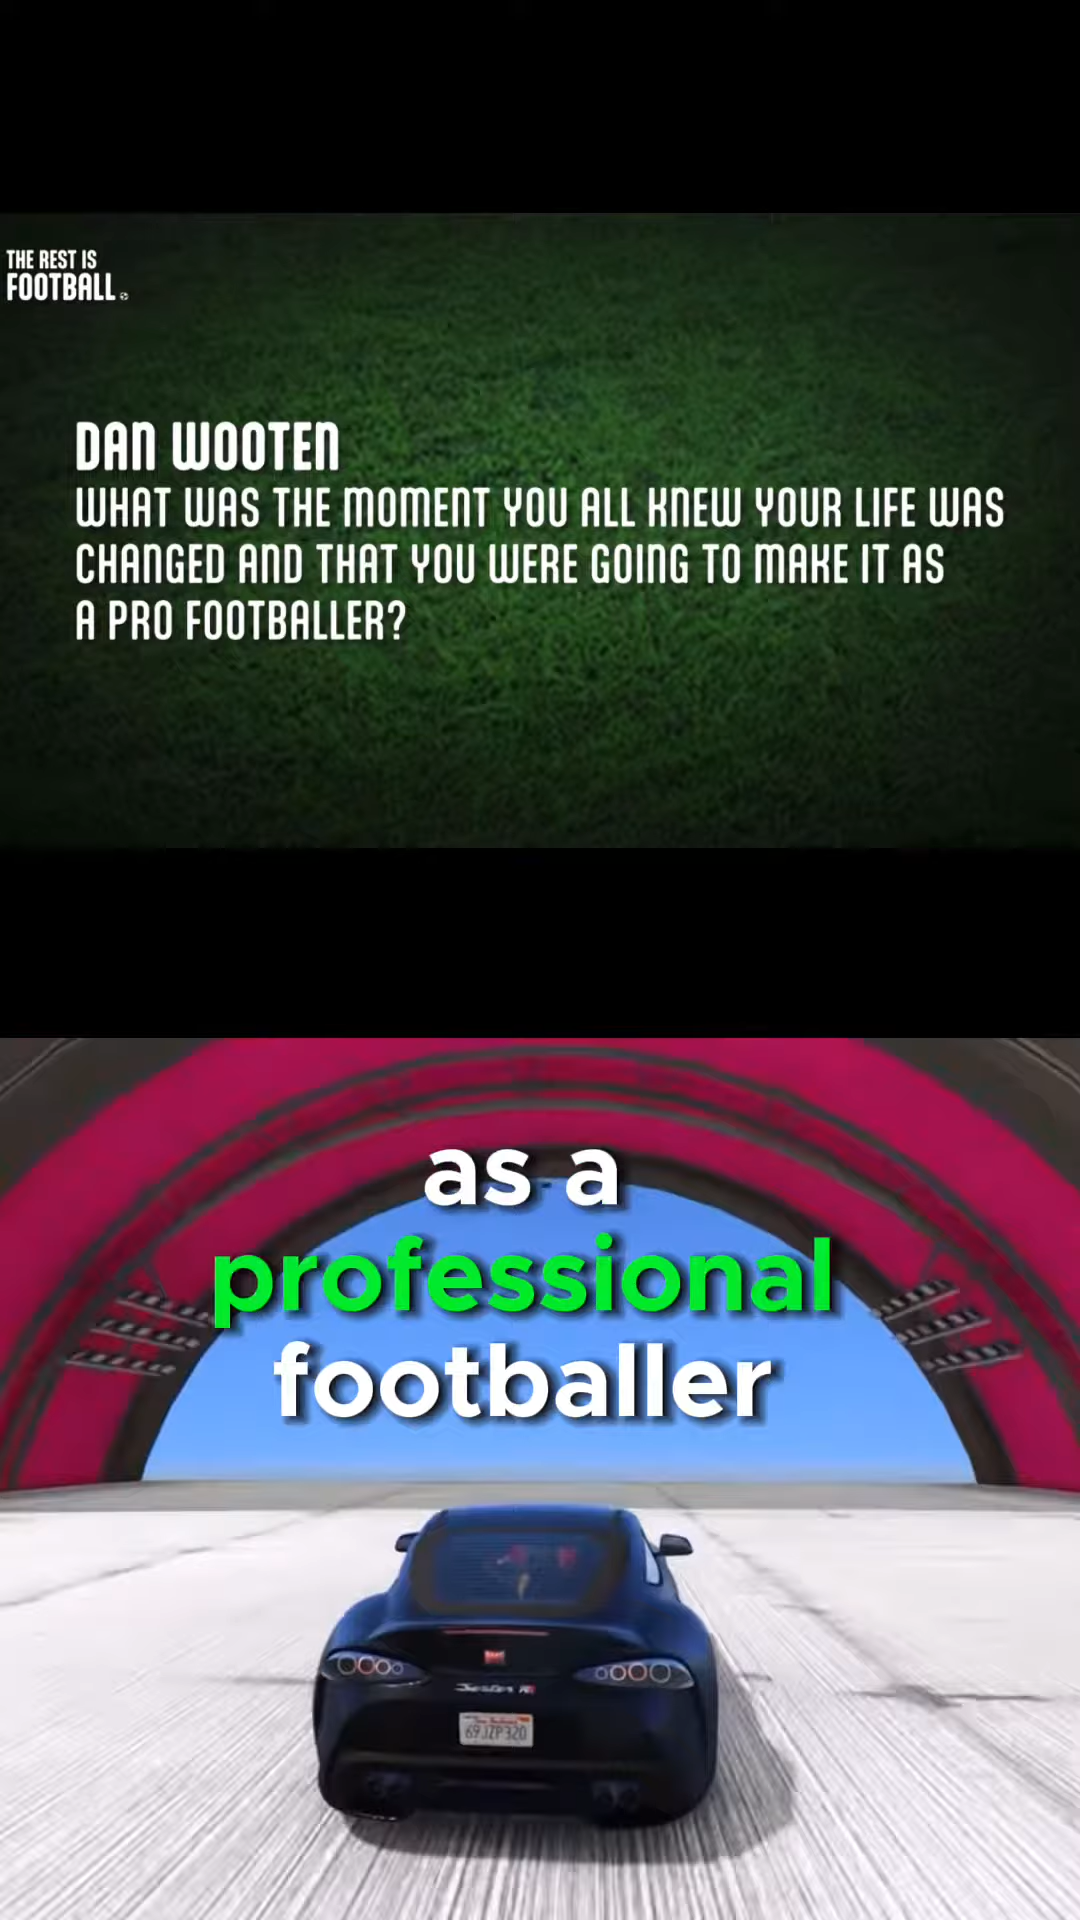 THE REST IS
FOOTBALL
DAN WOOTEN
WHAT WAS THE MOMENT YOU ALL KNEW YOUR LIFE WAS
CHANGED AND THAT YOU WERE GOING TO MAKE IT AS
A PRO FOOTBALLER?
as a
professional
footballer
69JZP320